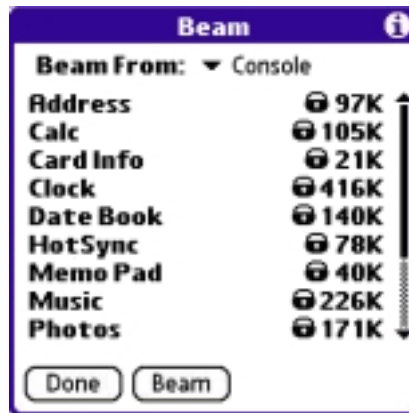 Beam
Beam From: Console
Address 97K
Calc 105K
Card Info 21K
Clock 416K
Date Book 140K
HotSync 78K
Memo Pad 40K
Music 226K
Photos 171K
Done Beam